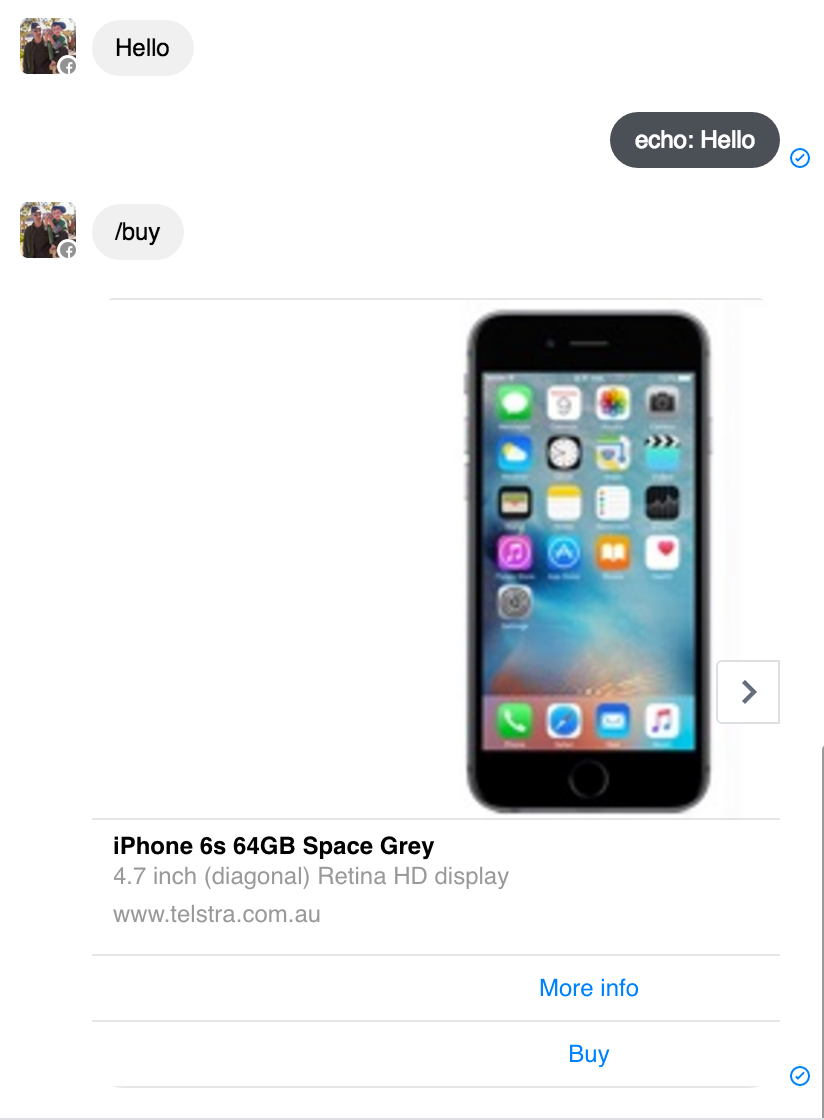 Hello
echo: Hello
/buy
iPhone 6s 64GB Space Grey
4.7 inch (diagonal) Retina HD display
www.telstra.com.au
More info
Buy